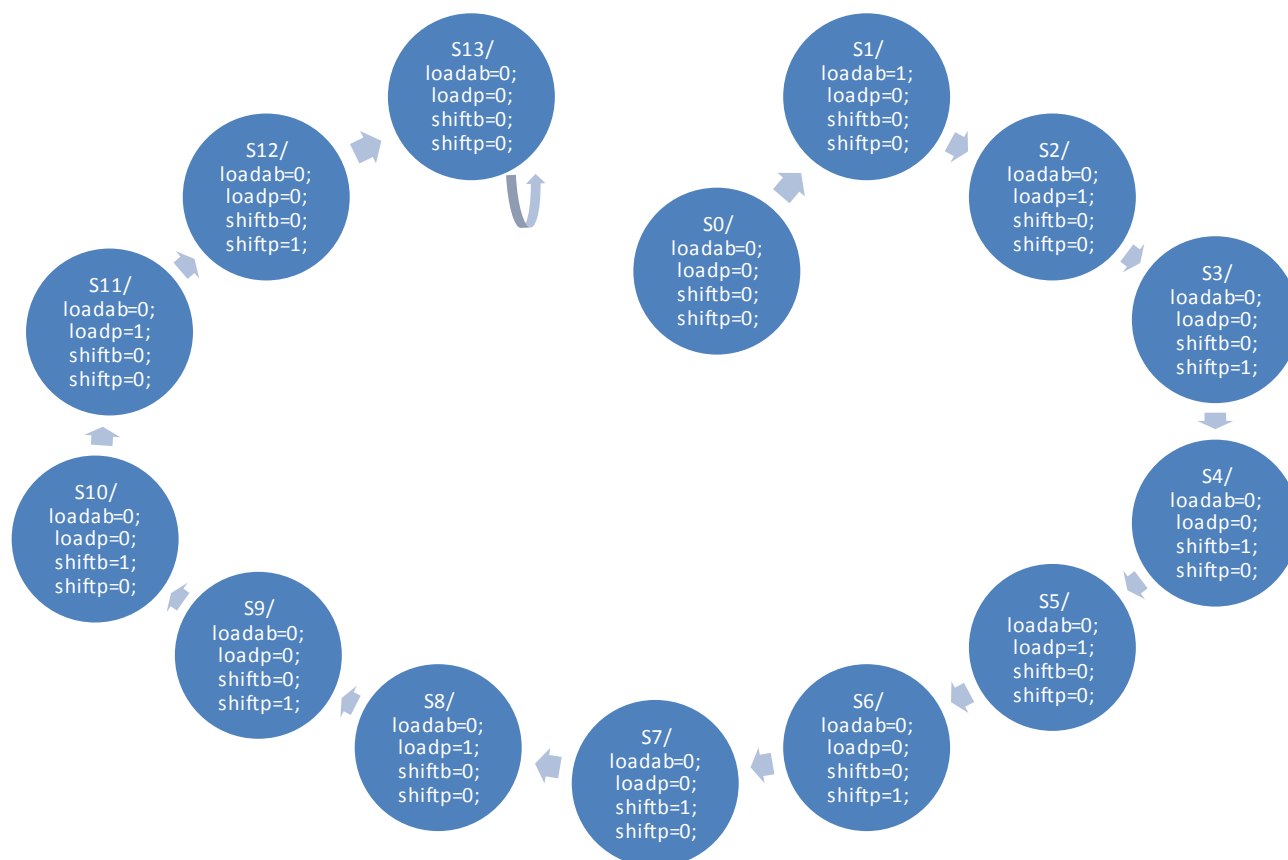 S0/
loadab=0;
loadp=0;
shiftb=0;
shiftp=0;
S1/
loadab=1;
loadp=0;
shiftb=0;
shiftp=0;
S2/
loadab=0;
loadp=1;
shiftb=0;
shiftp=0;
S3/
loadab=0;
loadp=0;
shiftb=0;
shiftp=1;
S4/
loadab=0;
loadp=0;
shiftb=1;
shiftp=0;
S5/
loadab=0;
loadp=1;
shiftb=0;
shiftp=0;
S6/
loadab=0;
loadp=0;
shiftb=0;
shiftp=1;
S7/
loadab=0;
loadp=0;
shiftb=1;
shiftp=0;
S8/
loadab=0;
loadp=1;
shiftb=0;
shiftp=0;
S9/
loadab=0;
loadp=0;
shiftb=0;
shiftp=1;
S10/
loadab=0;
loadp=0;
shiftb=1;
shiftp=0;
S11/
loadab=0;
loadp=1;
shiftb=0;
shiftp=0;
S12/
loadab=0;
loadp=0;
shiftb=0;
shiftp=1;
S13/
loadab=0;
loadp=0;
shiftb=0;
shiftp=0;